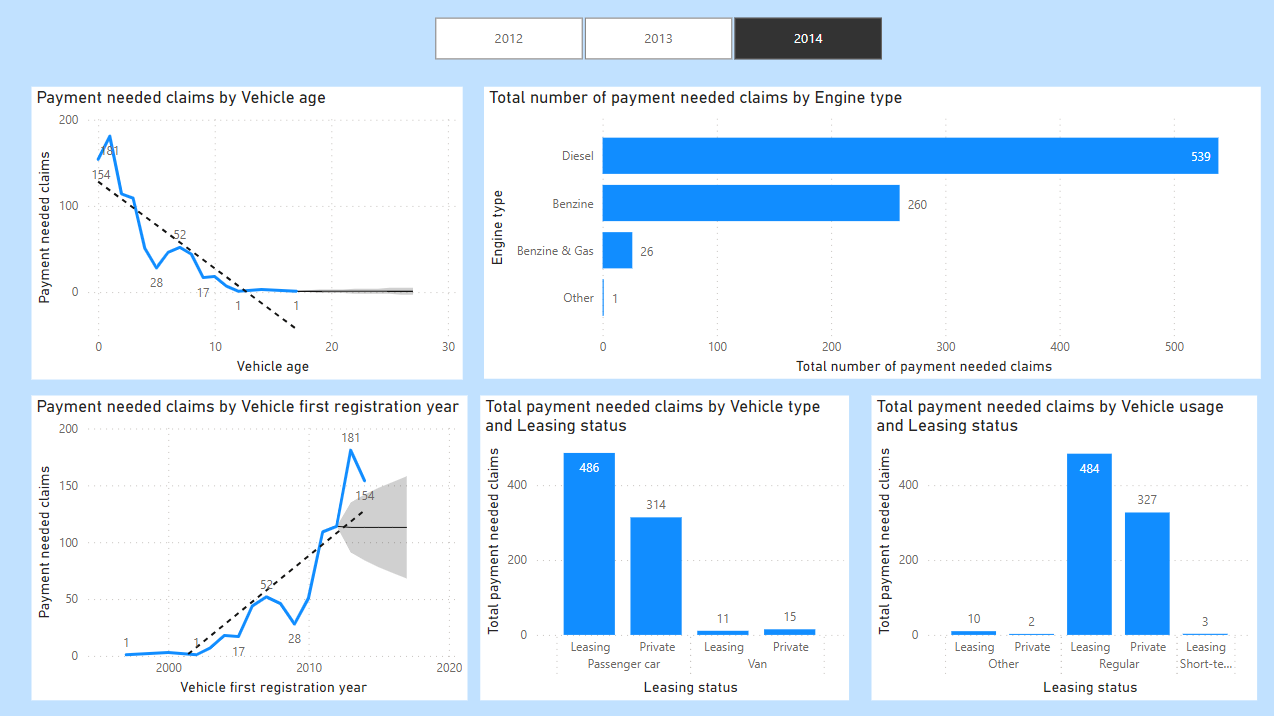 2012
2013
2014
Payment needed claims by Vehicle age
Payment needed claims
200
100
0
181
154
28
52
17
1
1
0
10
20
30
Vehicle age
Total number of payment needed claims by Engine type
Engine type
Diesel
539
Benzine
260
Benzine & Gas
26
Other
1
0
100
200
300
400
500
Total number of payment needed claims
Payment needed claims by Vehicle first registration year
Payment needed claims
200
150
100
50
0
1
1
17
52
28
181
154
2000
2010
2020
Vehicle first registration year
Total payment needed claims by Vehicle type
and Leasing status
Total payment needed claims
400
200
0
486
314
11
15
Leasing
Private
Leasing
Private
Passenger car
Van
Leasing status
Total payment needed claims by Vehicle usage
and Leasing status
Total payment needed claims
400
200
0
10
2
484
327
3
Leasing
Private
Leasing
Private
Leasing
Other
Regular
Short-te...
Leasing status